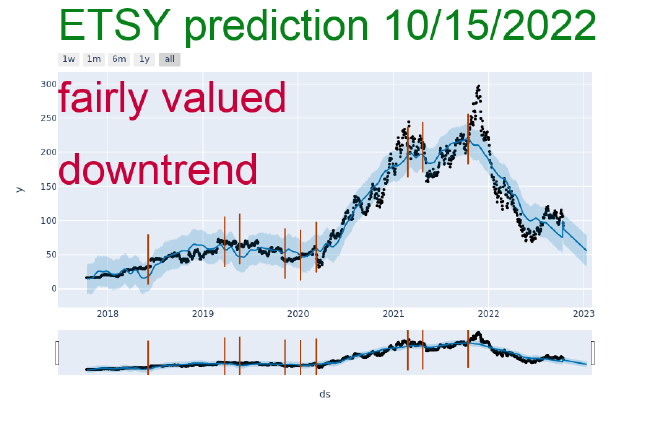 ETSY prediction 10/15/2022
1w 1m 6m 1y all
300
fairly valued
250
200
downtrend
150
y
100
50
0
2018 2019 2020 2021 2022 2023
ds